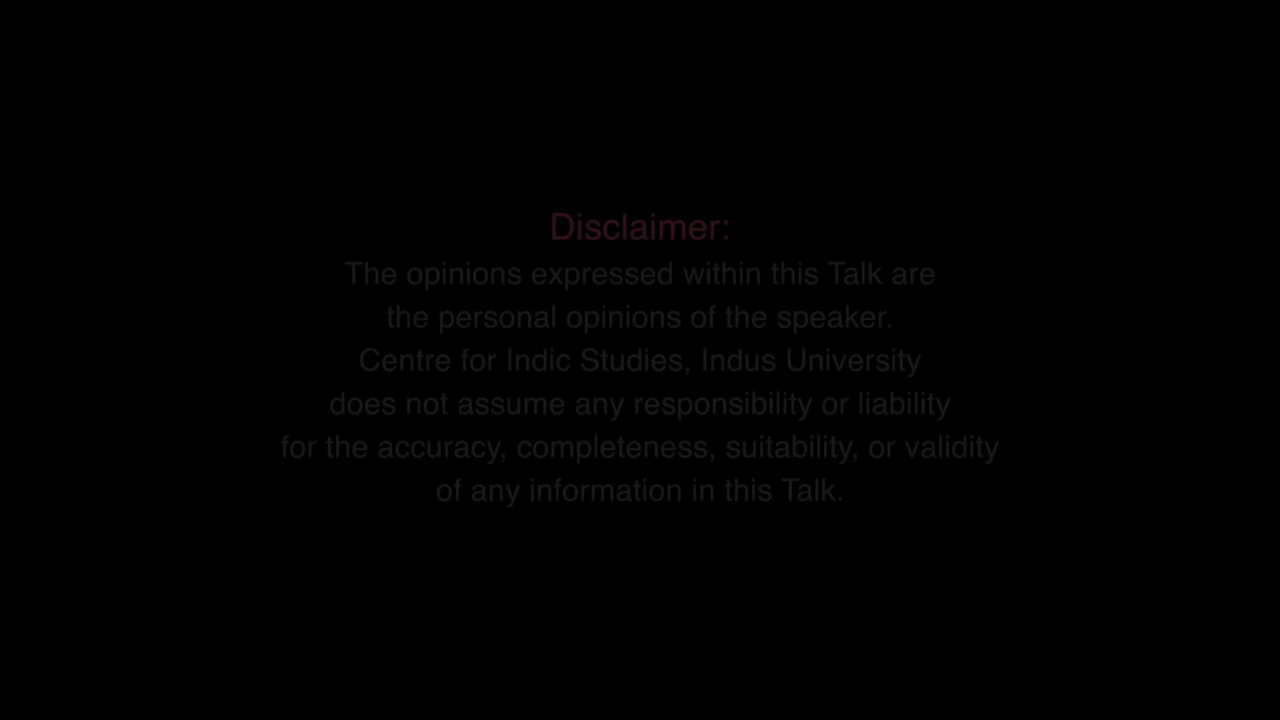 Disclaimer:
The opinions expressed within this Talk are
the personal opinions of the speaker.
Centre for Indic Studies, Indus University
does not assume any responsibility or liability
for the accuracy, completeness, suitability, or validity
of any information in this Talk.